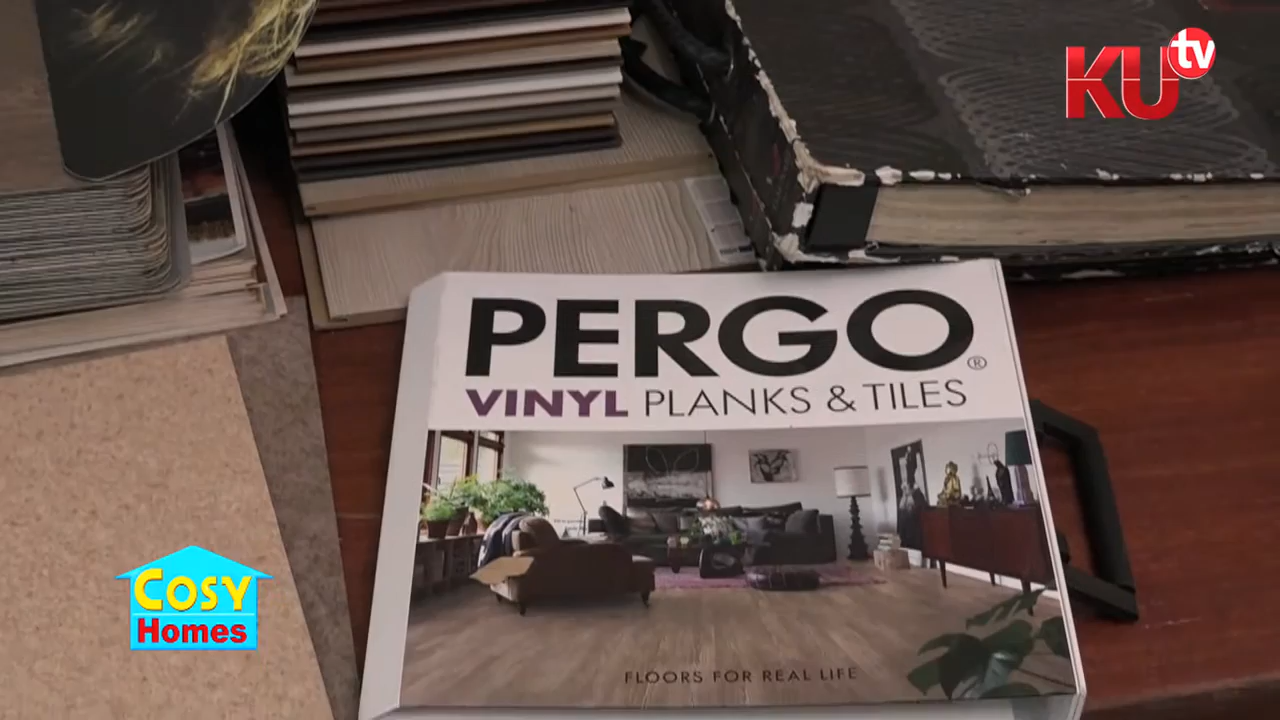 KU tv
PERGO®
VINYL PLANKS & TILES
FLOORS FOR REAL LIFE
Cosy
Homes